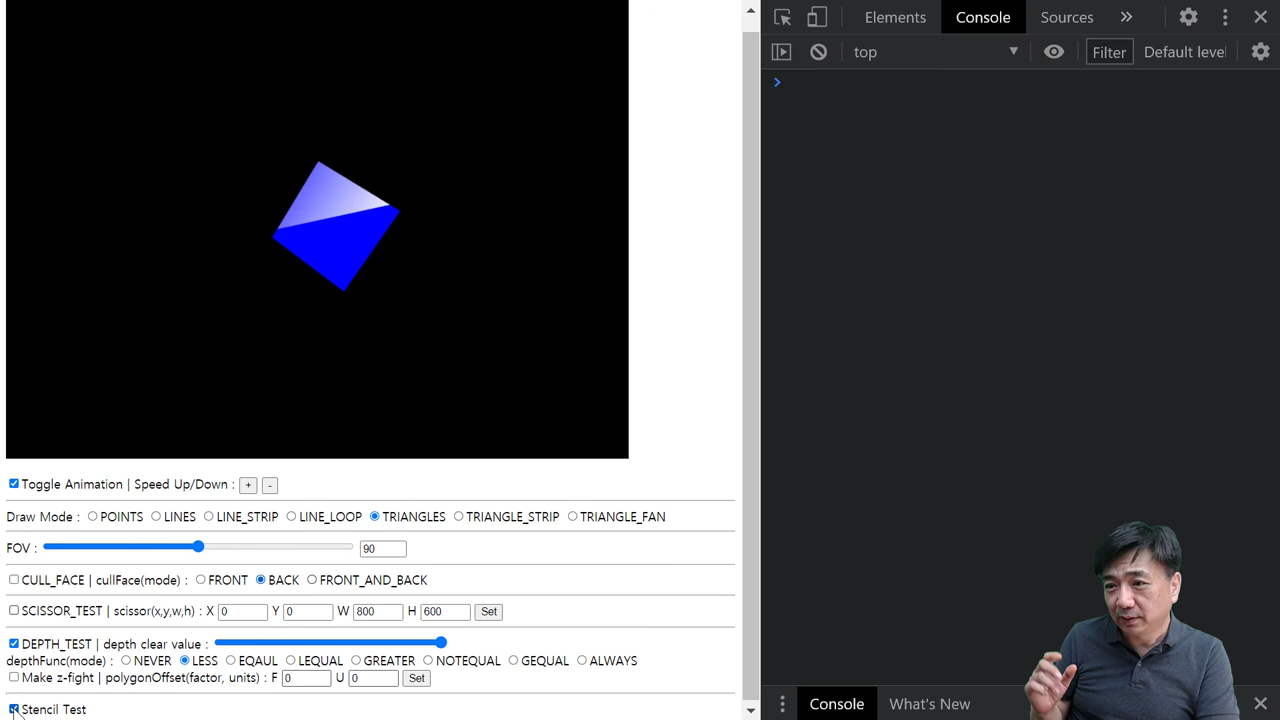 Elements Console Sources
top Filter Default level
Toggle Animation | Speed Up/Down : + -
Draw Mode : POINTS LINES LINE_STRIP LINE_LOOP TRIANGLES TRIANGLE_STRIP TRIANGLE_FAN
FOV : 90
CULL_FACE | cullFace(mode) : FRONT BACK FRONT_AND_BACK
SCISSOR_TEST | scissor(x,y,w,h) : X 0 Y 0 W 800 H 600 Set
DEPTH_TEST | depth clear value :
depthFunc(mode) : NEVER LESS EQAUL LEQUAL GREATER NOTEQUAL GEQUAL ALWAYS
Make z-fight | polygonOffset(factor, units) : F 0 U 0 Set
Stencil Test
Console What's New